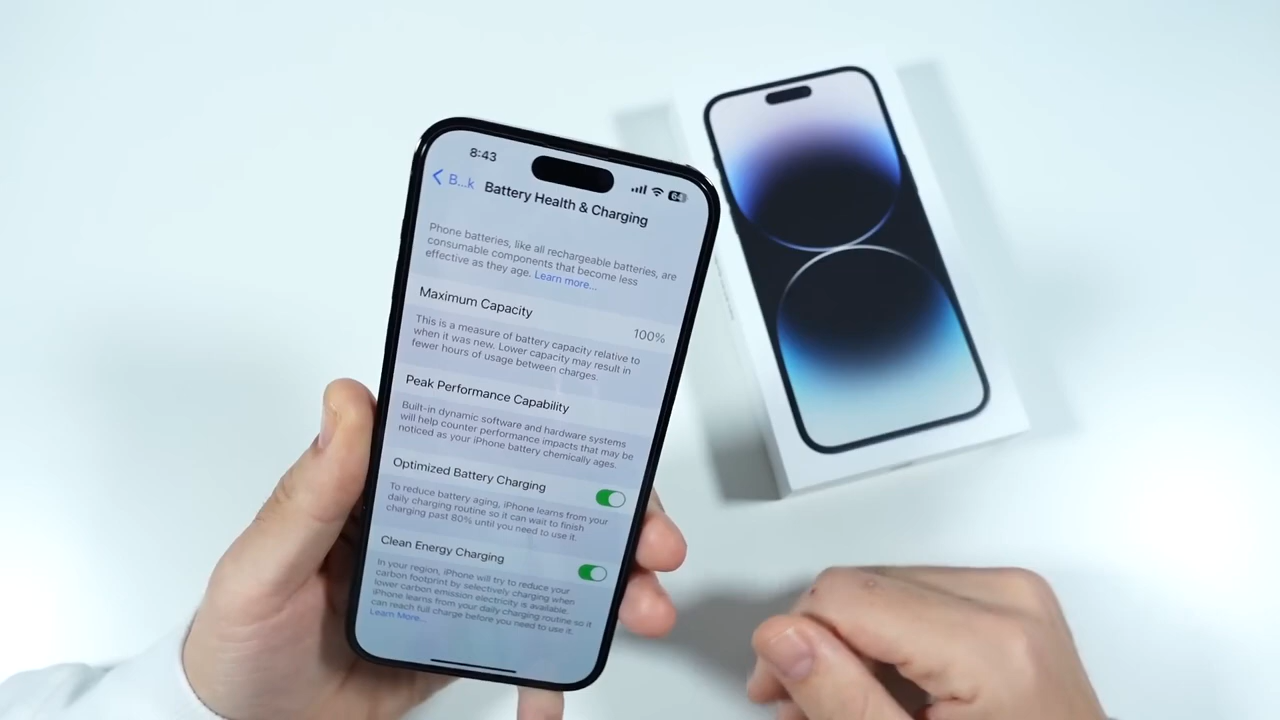 8:43
64
B...k Battery Health & Charging
Phone batteries, like all rechargeable batteries, are
consumable components that become less
effective as they age. Learn more...
Maximum Capacity 100%
This is a measure of battery capacity relative to
when it was new. Lower capacity may result in
fewer hours of usage between charges.
Peak Performance Capability
Built-in dynamic software and hardware systems
will help counter performance impacts that may be
noticed as your iPhone battery chemically ages.
Optimized Battery Charging
To reduce battery aging, iPhone learns from your
daily charging routine so it can wait to finish
charging past 80% until you need to use it.
Clean Energy Charging
In your region, iPhone will try to reduce your
carbon footprint by selectively charging when
lower carbon emission electricity is available.
iPhone learns from your daily charging routine so it
can reach full charge before you need to use it.
Learn More...